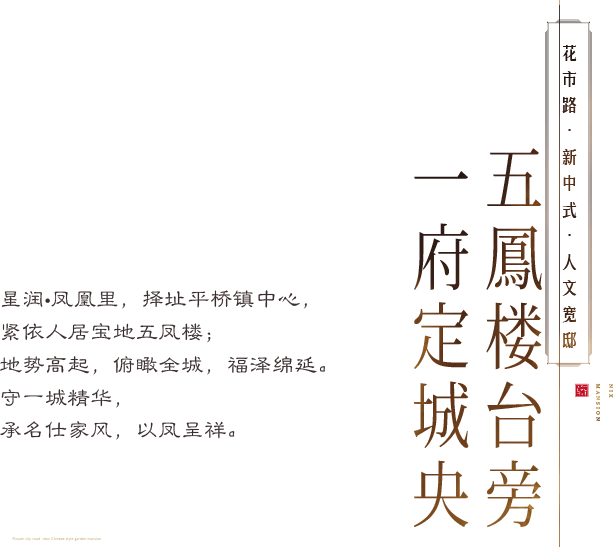 花市路·新中式·人文宽邸
五鳳楼台旁
一府定城央
NIX
MANSION
星润•凤凰里，择址平桥镇中心，
紧依人居宝地五凤楼；
地势高起，俯瞰全城，福泽绵延。
守一城精华，
承名仕家风，以凤呈祥。